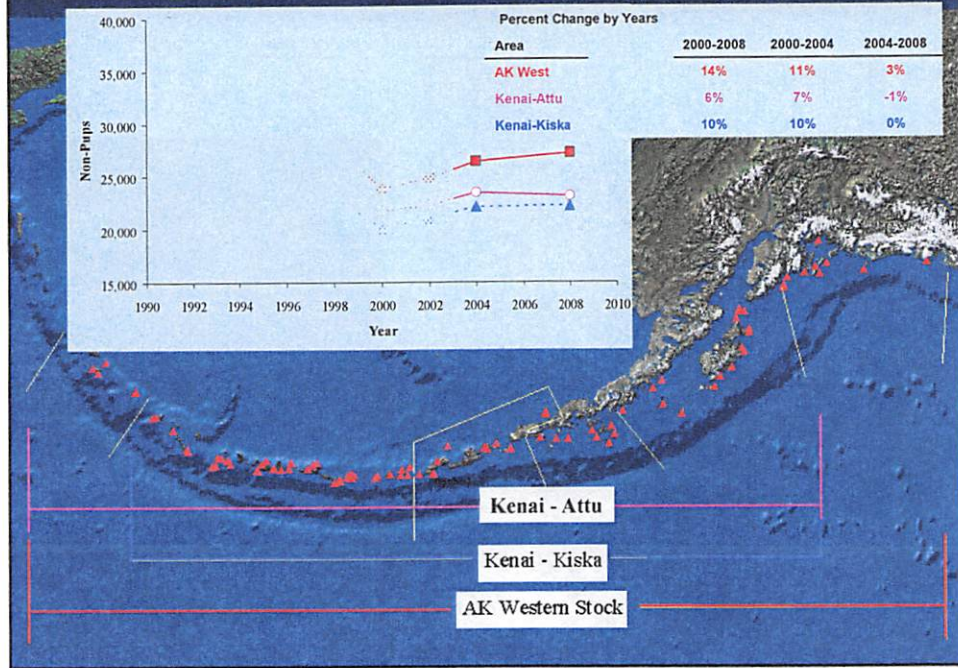 Percent Change by Years
Area 2000-2008 2000-2004 2004-2008
AK West 14% 11% 3%
Kenai-Attu 6% 7% -1%
Kenai-Kiska 10% 10% 0%
40,000
35,000
30,000
25,000
20,000
15,000
Non-Pups
1990 1992 1994 1996 1998 2000 2002 2004 2006 2008 2010
Year
Kenai - Attu
Kenai - Kiska
AK Western Stock